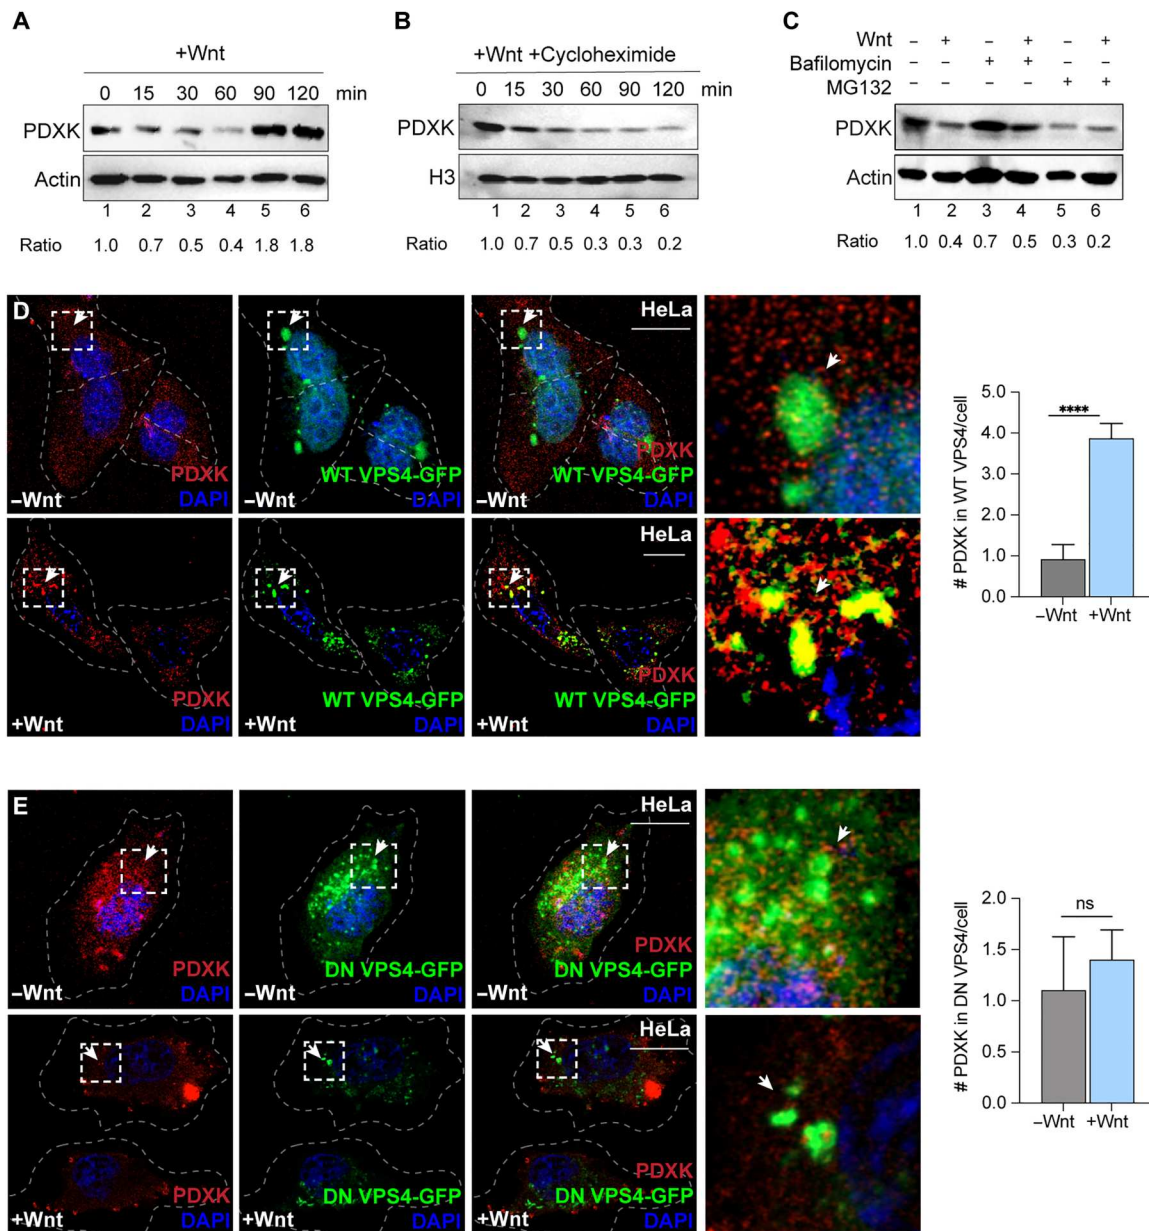 A
+Wnt
0 15 30 60 90 120 min
PDXK
Actin
1 2 3 4 5 6
Ratio 1.0 0.7 0.5 0.4 1.8 1.8
B
+Wnt +Cycloheximide
0 15 30 60 90 120 min
PDXK
H3
1 2 3 4 5 6
Ratio 1.0 0.7 0.5 0.3 0.3 0.2
C
Wnt – + – + – +
Bafilomycin – – + + – –
MG132 – – – – + +
PDXK
Actin
1 2 3 4 5 6
Ratio 1.0 0.4 0.7 0.5 0.3 0.2
D
PDXK
–Wnt DAPI
WT VPS4-GFP
–Wnt DAPI
HeLa
PDXK
WT VPS4-GFP
–Wnt DAPI
PDXK
+Wnt DAPI
WT VPS4-GFP
+Wnt DAPI
HeLa
PDXK
WT VPS4-GFP
+Wnt DAPI
# PDXK in WT VPS4/cell
5.0
4.0
3.0
2.0
1.0
0.0
****
–Wnt +Wnt
E
PDXK
–Wnt DAPI
DN VPS4-GFP
–Wnt DAPI
HeLa
PDXK
DN VPS4-GFP
–Wnt DAPI
PDXK
+Wnt DAPI
DN VPS4-GFP
+Wnt DAPI
HeLa
PDXK
DN VPS4-GFP
+Wnt DAPI
# PDXK in DN VPS4/cell
2.0
1.5
1.0
0.5
0.0
ns
–Wnt +Wnt